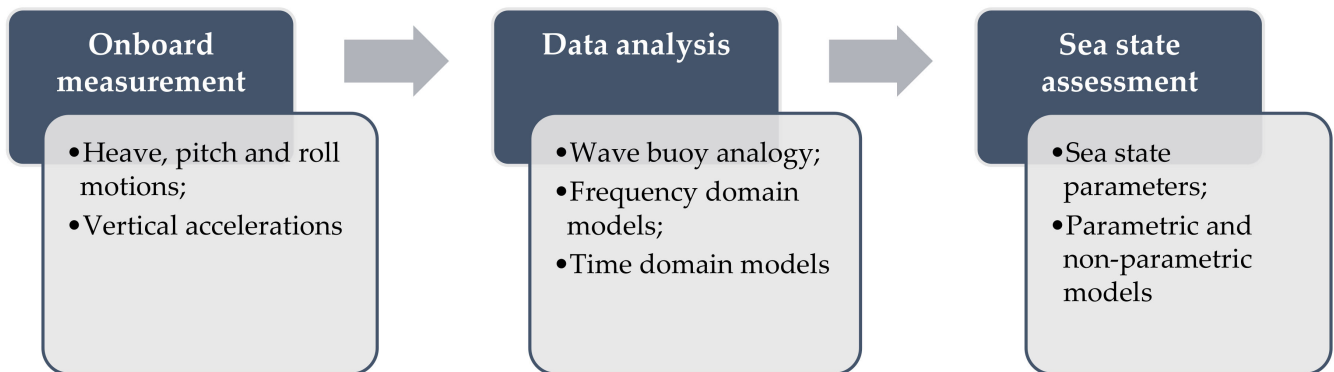 Onboard
measurement
•Heave, pitch and roll
motions;
•Vertical accelerations
Data analysis
•Wave buoy analogy;
•Frequency domain
models;
•Time domain models
Sea state
assessment
•Sea state
parameters;
•Parametric and
non-parametric
models